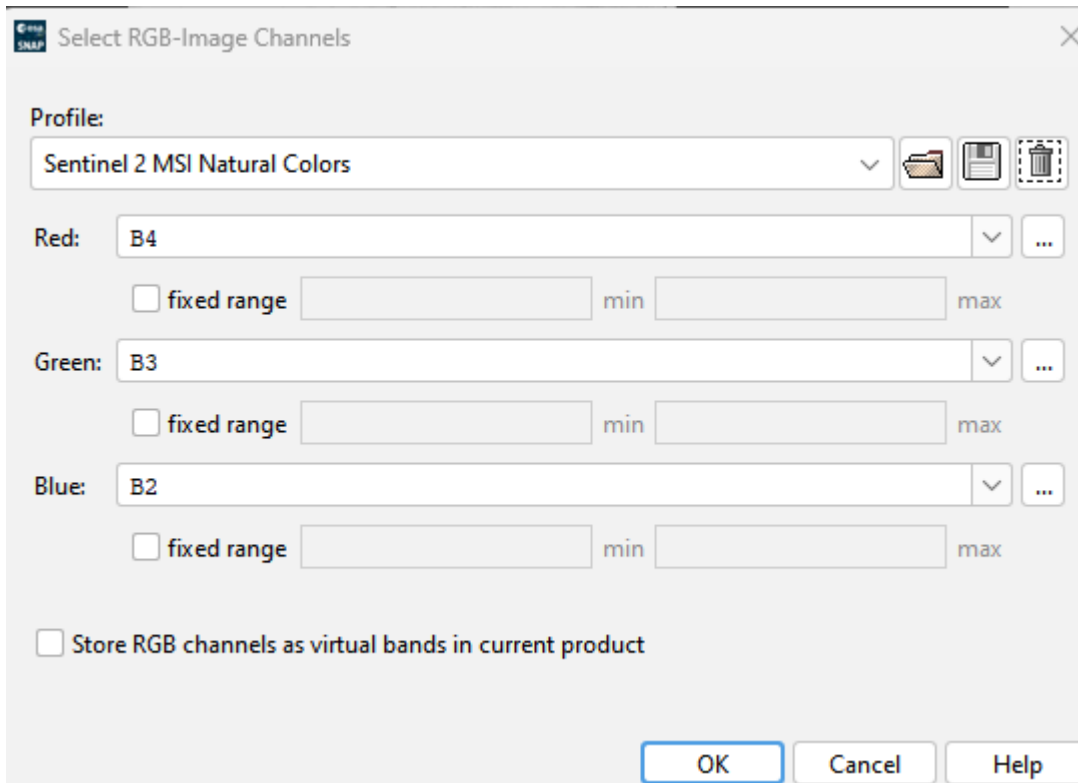 esa
SNAP
Select RGB-Image Channels
Profile:
Sentinel 2 MSI Natural Colors
Red: B4 ...
fixed range min max
Green: B3 ...
fixed range min max
Blue: B2 ...
fixed range min max
Store RGB channels as virtual bands in current product
OK Cancel Help